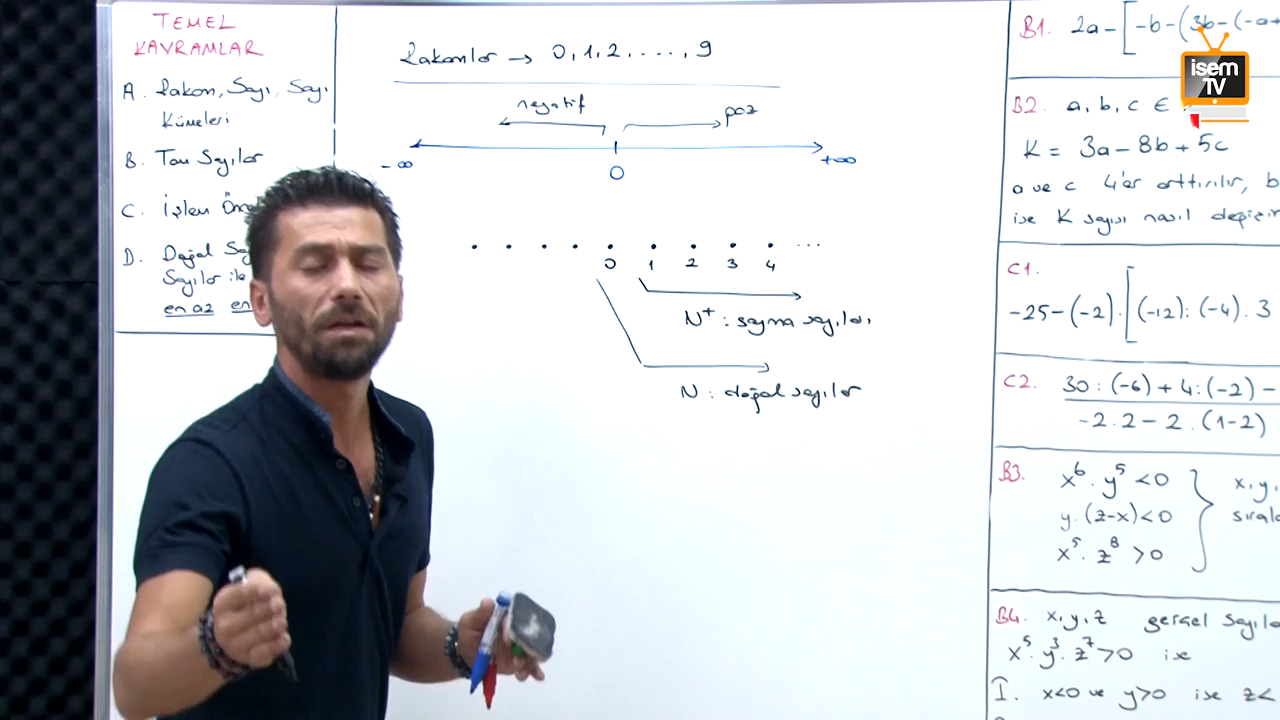 TEMEL
KAVRAMLAR
A. Rakam, Sayı, Sayı
Kümeleri
B. Tam Sayılar
C. İşlem
D. Doğal
Sayılar ile
en az en
Rakamlar → 0, 1, 2, ...., 9
negatif poz
-∞ 0 +∞
0 1 2 3 4 ...
N⁺ : sayma sayıları
N : doğal sayılar
B1. 2a - [-b - (3b - (-a+
isem
TV
B2. a, b, c ∈
K = 3a - 8b + 5c
a ve c 4'er arttırılır, b
ise K sayısı nasıl değişir
C1.
-25 - (-2) . [(-12) : (-4) . 3
C2. 30 : (-6) + 4 : (-2) -
-2 . 2 - 2 . (1-2)
B3. x⁶ . y⁵ < 0
x, y,
y . (z-x) < 0
sırala
x⁵ . z⁸ > 0
B4. x, y, z gerçel sayıla
x⁵ . y³ . z⁷ > 0 ise
I. x<0 ve y>0 ise z<